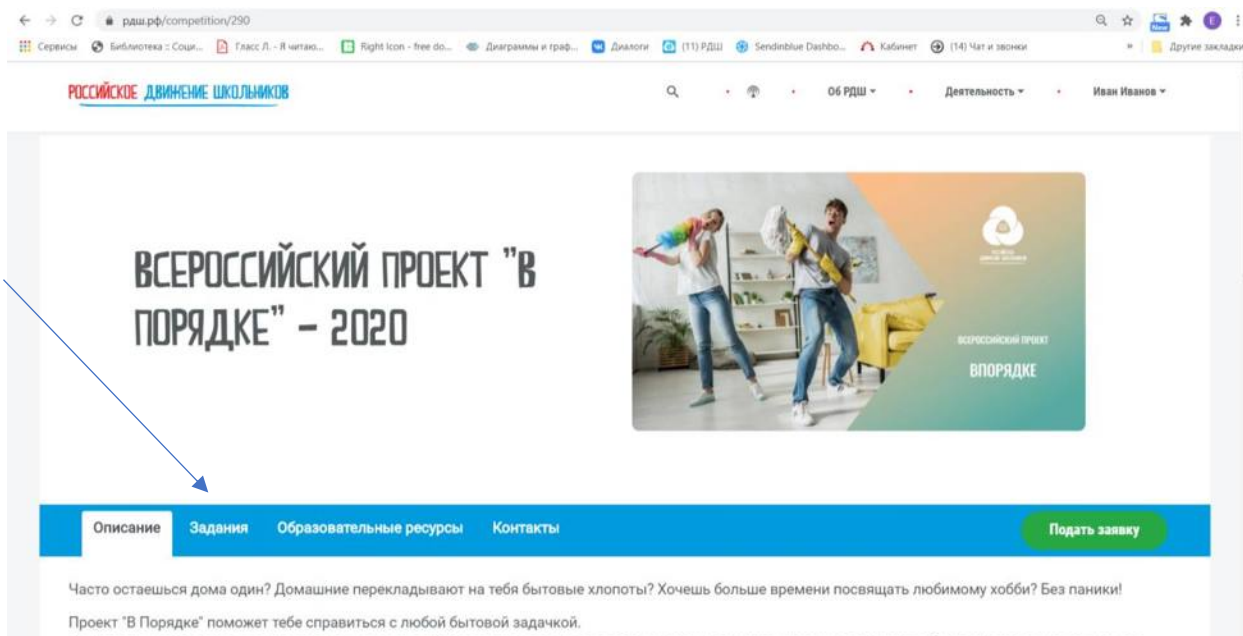 рдш.рф/competition/290
Сервисы Библиотека :: Соци... Гласс Л. - Я читаю... Right Icon - free do... Диаграммы и граф... Диалоги (11) РДШ Sendinblue Dashbo... Кабинет (14) Чат и звонки » Другие закладки
РОССИЙСКОЕ ДВИЖЕНИЕ ШКОЛЬНИКОВ Об РДШ Деятельность Иван Иванов
ВСЕРОССИЙСКИЙ ПРОЕКТ "В
ПОРЯДКЕ" – 2020
ВСЕРОССИЙСКИЙ ПРОЕКТ
ВПОРЯДКЕ
Описание Задания Образовательные ресурсы Контакты Подать заявку
Часто остаешься дома один? Домашние перекладывают на тебя бытовые хлопоты? Хочешь больше времени посвящать любимому хобби? Без паники!
Проект "В Порядке" поможет тебе справиться с любой бытовой задачкой.